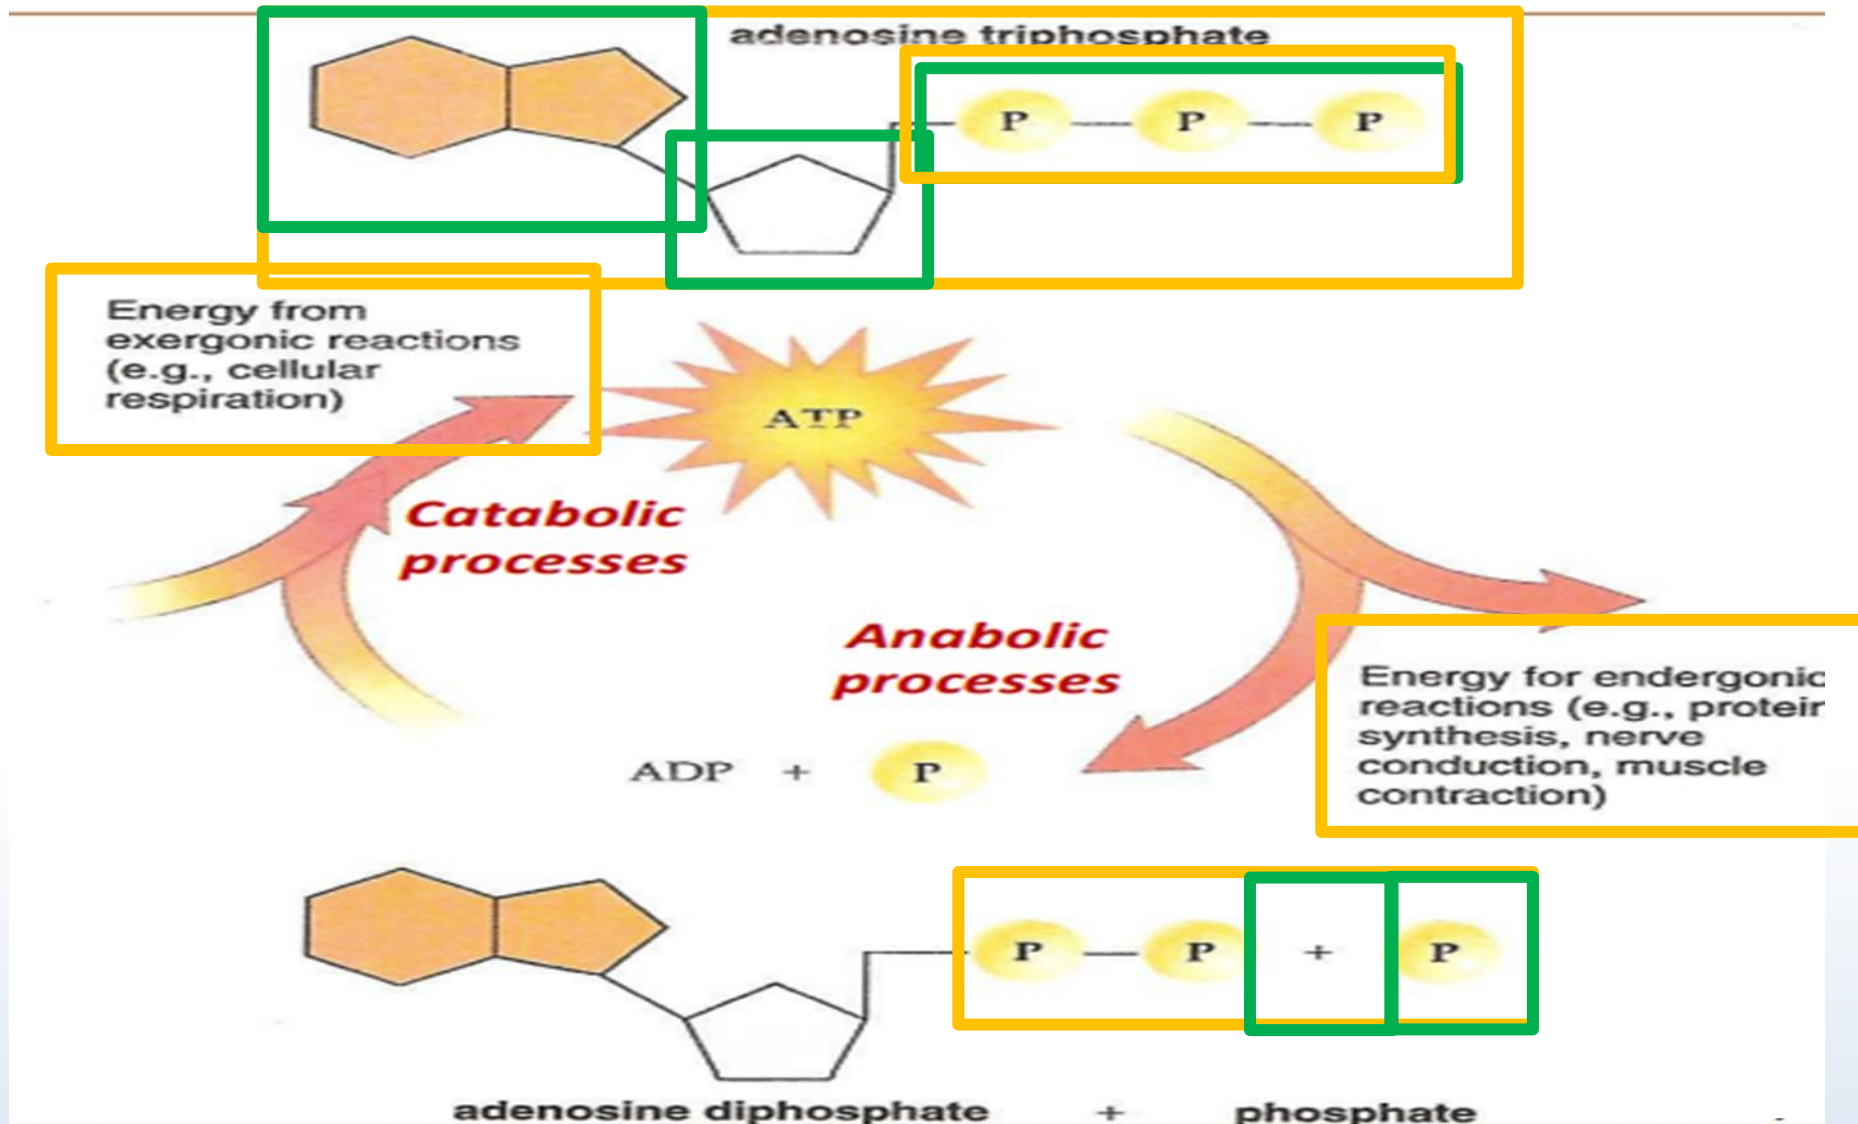 adenosine triphosphate
P P P
Energy from
exergonic reactions
(e.g., cellular
respiration)
ATP
Catabolic
processes
Anabolic
processes
Energy for endergonic
reactions (e.g., protein
synthesis, nerve
conduction, muscle
contraction)
ADP + P
P P + P
adenosine diphosphate + phosphate